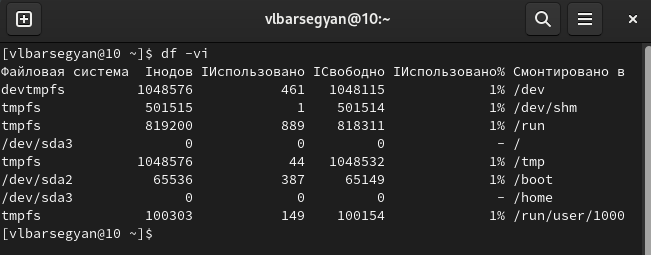 vlbarsegyan@10:~
[vlbarsegyan@10 ~]$ df -vi
Файловая система Iнодов IИспользовано IСвободно IИспользовано% Cмонтировано в
devtmpfs 1048576 461 1048115 1% /dev
tmpfs 501515 1 501514 1% /dev/shm
tmpfs 819200 889 818311 1% /run
/dev/sda3 0 0 0 - /
tmpfs 1048576 44 1048532 1% /tmp
/dev/sda2 65536 387 65149 1% /boot
/dev/sda3 0 0 0 - /home
tmpfs 100303 149 100154 1% /run/user/1000
[vlbarsegyan@10 ~]$